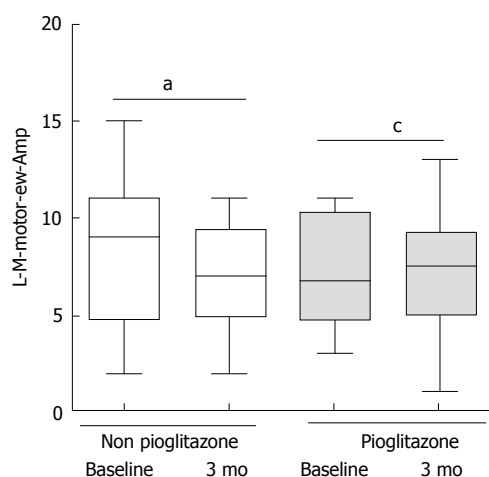 20
a
c
15
10
5
0
L-M-motor-ew-Amp
Non pioglitazone Pioglitazone
Baseline 3 mo Baseline 3 mo